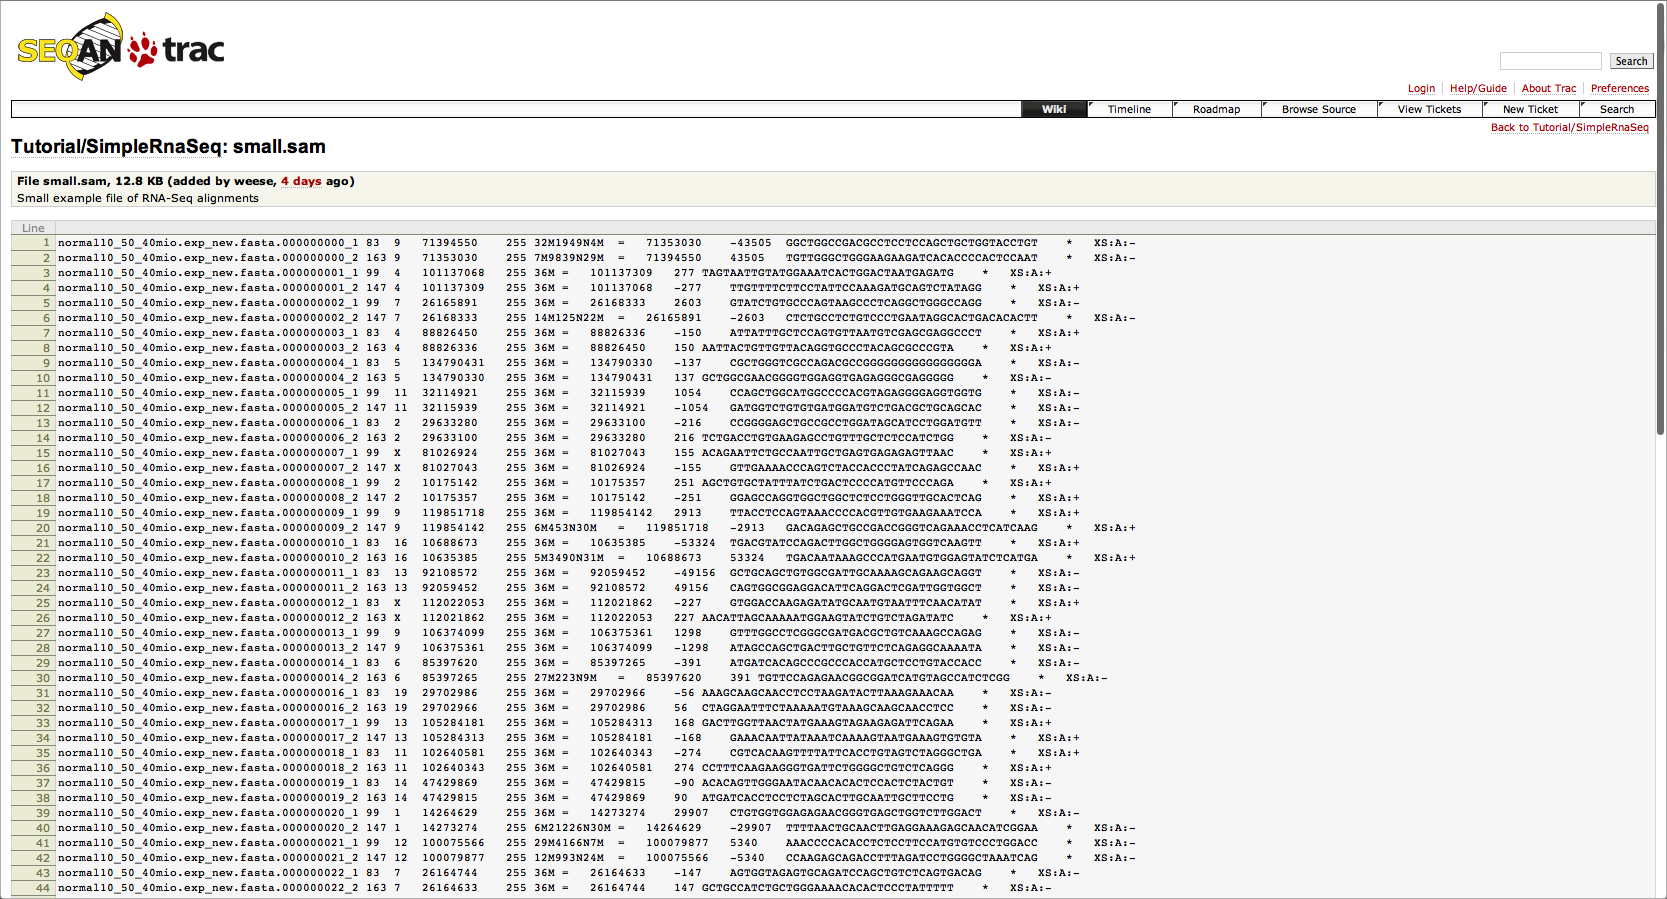 SEQAN trac
Search
Login Help/Guide About Trac Preferences
Wiki Timeline Roadmap Browse Source View Tickets New Ticket Search
Back to Tutorial/SimpleRnaSeq
Tutorial/SimpleRnaSeq: small.sam
File small.sam, 12.8 KB (added by weese, 4 days ago)
Small example file of RNA-Seq alignments
Line
1 normal10_50_40mio.exp_new.fasta.000000000_1 83 9 71394550 255 32M1949N4M = 71353030 -43505 GGCTGGCCGACGCCTCCTCCAGCTGCTGGTACCTGT * XS:A:-
2 normal10_50_40mio.exp_new.fasta.000000000_2 163 9 71353030 255 7M9839N29M = 71394550 43505 TGTTGGGCTGGGAAGAAGATCACACCCCACTCCAAT * XS:A:-
3 normal10_50_40mio.exp_new.fasta.000000001_1 99 4 101137068 255 36M = 101137309 277 TAGTAATTGTATGGAAATCACTGGACTAATGAGATG * XS:A:+
4 normal10_50_40mio.exp_new.fasta.000000001_2 147 4 101137309 255 36M = 101137068 -277 TTGTTTTCTTCCTATTCCAAAGATGCAGTCTATAGG * XS:A:+
5 normal10_50_40mio.exp_new.fasta.000000002_1 99 7 26165891 255 36M = 26168333 2603 GTATCTGTGCCCAGTAAGCCCTCAGGCTGGGCCAGG * XS:A:-
6 normal10_50_40mio.exp_new.fasta.000000002_2 147 7 26168333 255 14M125N22M = 26165891 -2603 CTCTGCCTCTGTCCCTGAATAGGCACTGACACACTT * XS:A:-
7 normal10_50_40mio.exp_new.fasta.000000003_1 83 4 88826450 255 36M = 88826336 -150 ATTATTTGCTCCAGTGTTAATGTCGAGCGAGGCCCT * XS:A:+
8 normal10_50_40mio.exp_new.fasta.000000003_2 163 4 88826336 255 36M = 88826450 150 AATTACTGTTGTTACAGGTGCCCTACAGCGCCCGTA * XS:A:+
9 normal10_50_40mio.exp_new.fasta.000000004_1 83 5 134790431 255 36M = 134790330 -137 CGCTGGGTCGCCAGACGCCGGGGGGGGGGGGGGGGA * XS:A:-
10 normal10_50_40mio.exp_new.fasta.000000004_2 163 5 134790330 255 36M = 134790431 137 GCTGGCGAACGGGGTGGAGGTGAGAGGGCGAGGGGG * XS:A:-
11 normal10_50_40mio.exp_new.fasta.000000005_1 99 11 32114921 255 36M = 32115939 1054 CCCAGCTGGCATGGCCCCACGTAGAGGGGAGGTGGTG * XS:A:-
12 normal10_50_40mio.exp_new.fasta.000000005_2 147 11 32115939 255 36M = 32114921 -1054 GATGGTCTGTGTGATGGATGTCTGACGCTGCAGCAC * XS:A:-
13 normal10_50_40mio.exp_new.fasta.000000006_1 83 2 29633280 255 36M = 29633100 -216 CCGGGGAGCTGCCGCCTGGATAGCATCCTGGATGTT * XS:A:-
14 normal10_50_40mio.exp_new.fasta.000000006_2 163 2 29633100 255 36M = 29633280 216 TCTGACCTGTGAAGAGCCTGTTTGCTCTCCATCTGG * XS:A:-
15 normal10_50_40mio.exp_new.fasta.000000007_1 99 X 81026924 255 36M = 81027043 155 ACAGAATTCTGCCAATTGCTGAGTGAGAGAGTTAAC * XS:A:+
16 normal10_50_40mio.exp_new.fasta.000000007_2 147 X 81027043 255 36M = 81026924 -155 GTTGAAAACCCAGTCTACCACCCTATCAGAGCCAAC * XS:A:+
17 normal10_50_40mio.exp_new.fasta.000000008_1 99 2 10175142 255 36M = 10175357 251 AGCTGTGCTATTTATCTGACTCCCCATGTTCCCAGA * XS:A:+
18 normal10_50_40mio.exp_new.fasta.000000008_2 147 2 10175357 255 36M = 10175142 -251 GGAGCCAGGTGGCTGGCTCTCCTGGGTTGCACTCAG * XS:A:+
19 normal10_50_40mio.exp_new.fasta.000000009_1 99 9 119851718 255 36M = 119854142 2913 TTACCTCCAGTAAACCCCACGTTGTGAAGAAATCCA * XS:A:+
20 normal10_50_40mio.exp_new.fasta.000000009_2 147 9 119854142 255 6M453N30M = 119851718 -2913 GACAGAGCTGCCGACCGGGTCAGAAACCTCATCAAG * XS:A:+
21 normal10_50_40mio.exp_new.fasta.000000010_1 83 16 10688673 255 36M = 10635385 -53324 TGACGTATCCAGACTTGGCTGGGGAGTGGTCAAGTT * XS:A:+
22 normal10_50_40mio.exp_new.fasta.000000010_2 163 16 10635385 255 5M3490N31M = 10688673 53324 TGACAATAAAGCCCATGAATGTGGAGTATCTCATGA * XS:A:+
23 normal10_50_40mio.exp_new.fasta.000000011_1 83 13 92108572 255 36M = 92059452 -49156 GCTGCAGCTGTGGCGATTGCAAAAGCAGAAGCAGGT * XS:A:-
24 normal10_50_40mio.exp_new.fasta.000000011_2 163 13 92059452 255 36M = 92108572 49156 CAGTGGCGGAGGACATTCAGGACTCGATTGGTGGCT * XS:A:-
25 normal10_50_40mio.exp_new.fasta.000000012_1 83 X 112022053 255 36M = 112021862 -227 GTGGACCAAGAGATATGCAATGTAATTTCAACATAT * XS:A:+
26 normal10_50_40mio.exp_new.fasta.000000012_2 163 X 112021862 255 36M = 112022053 227 AACATTAGCAAAAATGGAAGTATCTGTCTAGATATC * XS:A:+
27 normal10_50_40mio.exp_new.fasta.000000013_1 99 9 106374099 255 36M = 106375361 1298 GTTTGGCCTCGGGCGATGACGCTGTCAAAGCCAGAG * XS:A:-
28 normal10_50_40mio.exp_new.fasta.000000013_2 147 9 106375361 255 36M = 106374099 -1298 ATAGCCAGCTGACTTGCTGTTCTCAGAGGCAAAATA * XS:A:-
29 normal10_50_40mio.exp_new.fasta.000000014_1 83 6 85397620 255 36M = 85397265 -391 ATGATCACAGCCCGCCCACCATGCTCCTGTACCACC * XS:A:-
30 normal10_50_40mio.exp_new.fasta.000000014_2 163 6 85397265 255 27M223N9M = 85397620 391 TGTTCCAGAGAACGGCGGATCATGTAGCCATCTCGG * XS:A:-
31 normal10_50_40mio.exp_new.fasta.000000016_1 83 19 29702986 255 36M = 29702966 -56 AAAGCAAGCAACCTCCTAAGATACTTAAAGAAACAA * XS:A:-
32 normal10_50_40mio.exp_new.fasta.000000016_2 163 19 29702966 255 36M = 29702986 56 CTAGGAATTTCTAAAAATGTAAAGCAAGCAACCTCC * XS:A:-
33 normal10_50_40mio.exp_new.fasta.000000017_1 99 13 105284181 255 36M = 105284313 168 GACTTGGTTAACTATGAAAGTAGAAGAGATTCAGAA * XS:A:+
34 normal10_50_40mio.exp_new.fasta.000000017_2 147 13 105284313 255 36M = 105284181 -168 GAAACAATTATAAATCAAAAGTAATGAAAGTGTGTA * XS:A:+
35 normal10_50_40mio.exp_new.fasta.000000018_1 83 11 102640581 255 36M = 102640343 -274 CGTCACAAGTTTTATTCACCTGTAGTCTAGGGCTGA * XS:A:+
36 normal10_50_40mio.exp_new.fasta.000000018_2 163 11 102640343 255 36M = 102640581 274 CCTTTCAAGAAGGGTGATTCTGGGGCTGTCTCAGGG * XS:A:+
37 normal10_50_40mio.exp_new.fasta.000000019_1 83 14 47429869 255 36M = 47429815 -90 ACACAGTTGGGAATACAACACACTCCACTCTACTGT * XS:A:-
38 normal10_50_40mio.exp_new.fasta.000000019_2 163 14 47429815 255 36M = 47429869 90 ATGATCACCTCCTCTAGCACTTGCAATTGCTTCCTG * XS:A:-
39 normal10_50_40mio.exp_new.fasta.000000020_1 99 1 14264629 255 36M = 14273274 29907 CTGTGGTGGAGAGAACGGGTGAGCTGGTCTTGGACT * XS:A:-
40 normal10_50_40mio.exp_new.fasta.000000020_2 147 1 14273274 255 6M21226N30M = 14264629 -29907 TTTTAACTGCAACTTGAGGAAAGAGCAACATCGGAA * XS:A:-
41 normal10_50_40mio.exp_new.fasta.000000021_1 99 12 100075566 255 29M4166N7M = 100079877 5340 AAACCCCACACCTCTCCTTCCATGTGTCCCTGGACC * XS:A:-
42 normal10_50_40mio.exp_new.fasta.000000021_2 147 12 100079877 255 12M993N24M = 100075566 -5340 CCAAGAGCAGACCTTTAGATCCTGGGGCTAAATCAG * XS:A:-
43 normal10_50_40mio.exp_new.fasta.000000022_1 83 7 26164744 255 36M = 26164633 -147 AGTGGTAGAGTGCAGATCCAGCTGTCTCAGTGACAG * XS:A:-
44 normal10_50_40mio.exp_new.fasta.000000022_2 163 7 26164633 255 36M = 26164744 147 GCTGCCATCTGCTGGGAAAACACACTCCCTATTTTT * XS:A:-